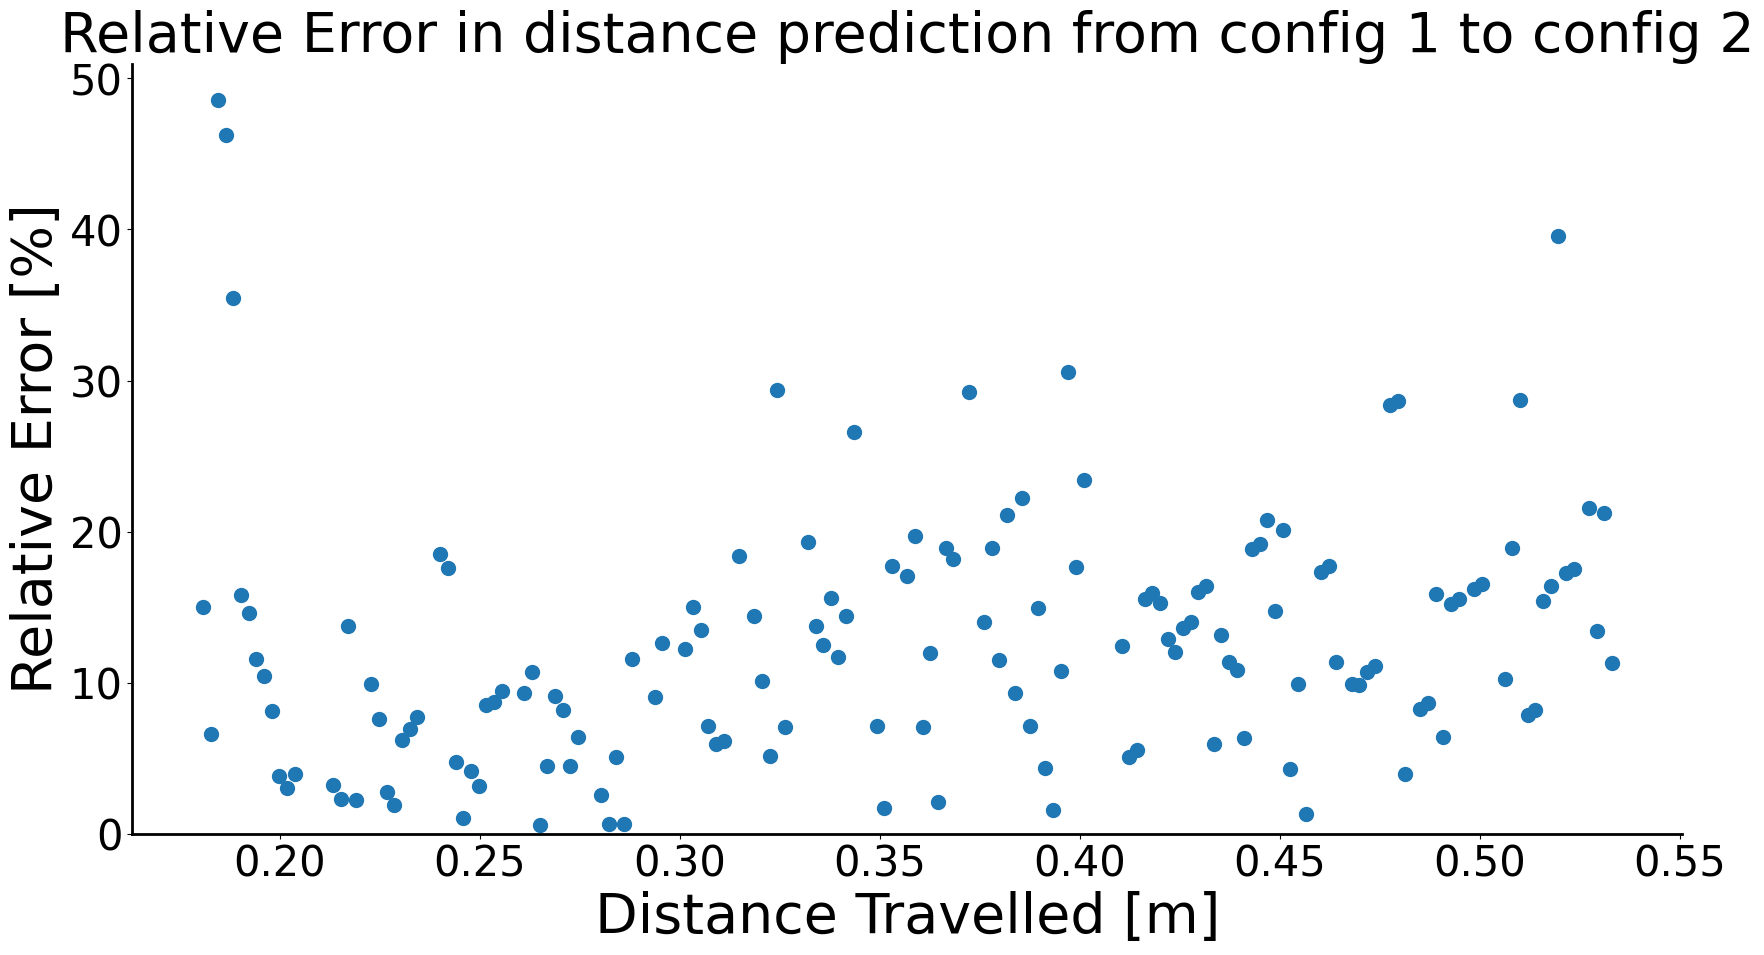 Relative Error in distance prediction from config 1 to config 2
Relative Error [%]
50
40
30
20
10
0
0.20 0.25 0.30 0.35 0.40 0.45 0.50 0.55
Distance Travelled [m]